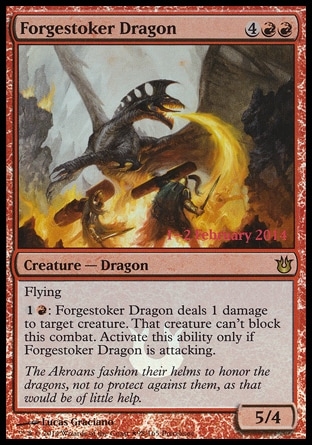 Forgestoker Dragon 4
1-2 February 2014
Creature — Dragon
Flying
1 : Forgestoker Dragon deals 1 damage
to target creature. That creature can't block
this combat. Activate this ability only if
Forgestoker Dragon is attacking.
The Akroans fashion their helms to honor the
dragons, not to protect against them, as that
would be of little help.
Lucas Graciano
5/4